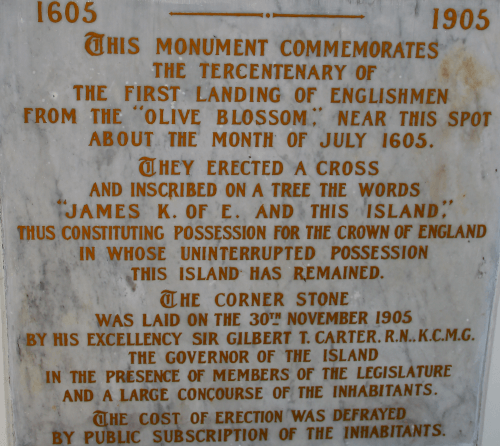 1605 1905
THIS MONUMENT COMMEMORATES
THE TERCENTENARY OF
THE FIRST LANDING OF ENGLISHMEN
FROM THE "OLIVE BLOSSOM." NEAR THIS SPOT
ABOUT THE MONTH OF JULY 1605.
THEY ERECTED A CROSS
AND INSCRIBED ON A TREE THE WORDS
"JAMES K. OF E. AND THIS ISLAND,"
THUS CONSTITUTING POSSESSION FOR THE CROWN OF ENGLAND
IN WHOSE UNINTERRUPTED POSSESSION
THIS ISLAND HAS REMAINED.
THE CORNER STONE
WAS LAID ON THE 30TH NOVEMBER 1905
BY HIS EXCELLENCY SIR GILBERT T. CARTER. R.N., K.C.M.G.
THE GOVERNOR OF THE ISLAND
IN THE PRESENCE OF MEMBERS OF THE LEGISLATURE
AND A LARGE CONCOURSE OF THE INHABITANTS.
THE COST OF ERECTION WAS DEFRAYED
BY PUBLIC SUBSCRIPTION OF THE INHABITANTS.